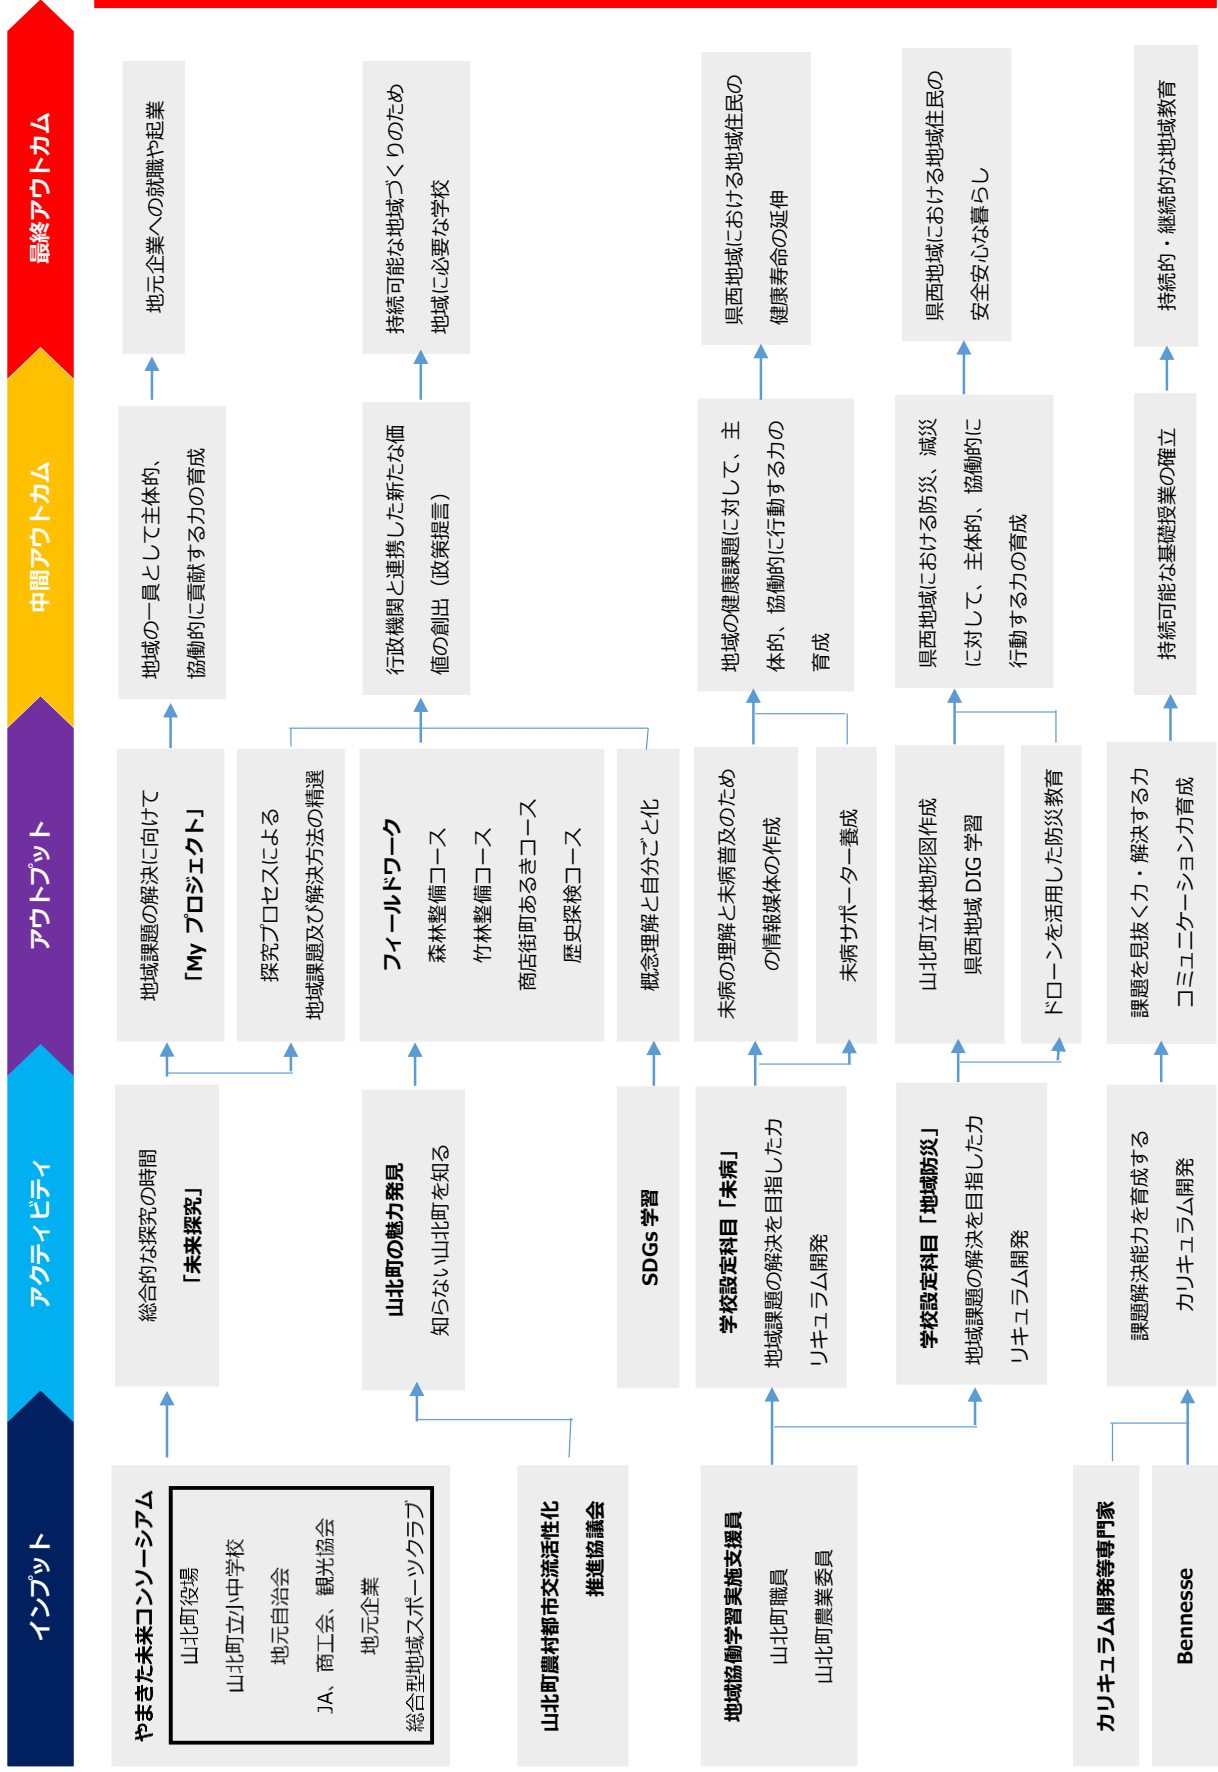 インプット
アクティビティ
アウトプット
中間アウトカム
最終アウトカム
やまきた未来コンソーシアム
山北町役場
山北町立小中学校
地元自治会
JA、商工会、観光協会
地元企業
総合型地域スポーツクラブ
総合的な探究の時間
「未来探究」
地域課題の解決に向けて
「My プロジェクト」
地域の一員として主体的、
協働的に貢献する力の育成
地元企業への就職や起業
探究プロセスによる
地域課題及び解決方法の精選
山北町農村都市交流活性化
推進協議会
山北町の魅力発見
知らない山北町を知る
フィールドワーク
森林整備コース
竹林整備コース
商店街町あるきコース
歴史探検コース
行政機関と連携した新たな価
値の創出（政策提言）
持続可能な地域づくりのため
地域に必要な学校
SDGs 学習
概念理解と自分ごと化
地域協働学習実施支援員
山北町職員
山北町農業委員
学校設定科目「未病」
地域課題の解決を目指したカ
リキュラム開発
未病の理解と未病普及のため
の情報媒体の作成
未病サポーター養成
地域の健康課題に対して、主
体的、協働的に行動する力の
育成
県西地域における地域住民の
健康寿命の延伸
学校設定科目「地域防災」
地域課題の解決を目指したカ
リキュラム開発
山北町立体地形図作成
県西地域 DIG 学習
ドローンを活用した防災教育
県西地域における防災、減災
に対して、主体的、協働的に
行動する力の育成
県西地域における地域住民の
安全安心な暮らし
カリキュラム開発等専門家
Bennesse
課題解決能力を育成する
カリキュラム開発
課題を見抜く力・解決する力
コミュニケーション力育成
持続可能な基礎授業の確立
持続的・継続的な地域教育